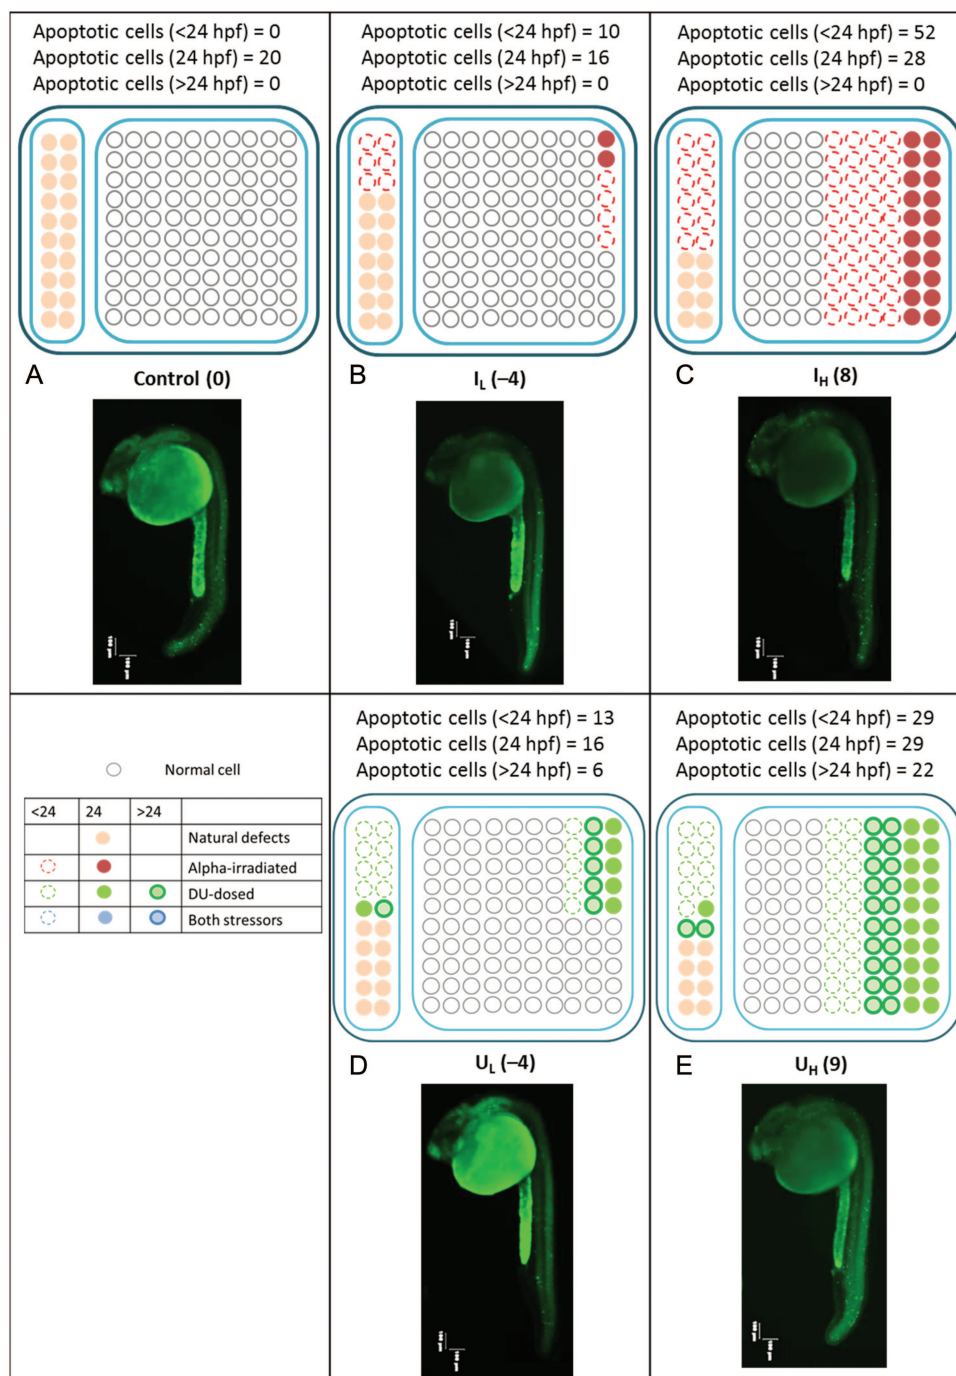 Apoptotic cells (<24 hpf) = 0
Apoptotic cells (24 hpf) = 20
Apoptotic cells (>24 hpf) = 0
A
Control (0)
Apoptotic cells (<24 hpf) = 10
Apoptotic cells (24 hpf) = 16
Apoptotic cells (>24 hpf) = 0
B
I_L (−4)
Apoptotic cells (<24 hpf) = 52
Apoptotic cells (24 hpf) = 28
Apoptotic cells (>24 hpf) = 0
C
I_H (8)
Normal cell
<24 24 >24
Natural defects
Alpha-irradiated
DU-dosed
Both stressors
Apoptotic cells (<24 hpf) = 13
Apoptotic cells (24 hpf) = 16
Apoptotic cells (>24 hpf) = 6
D
U_L (−4)
Apoptotic cells (<24 hpf) = 29
Apoptotic cells (24 hpf) = 29
Apoptotic cells (>24 hpf) = 22
E
U_H (9)